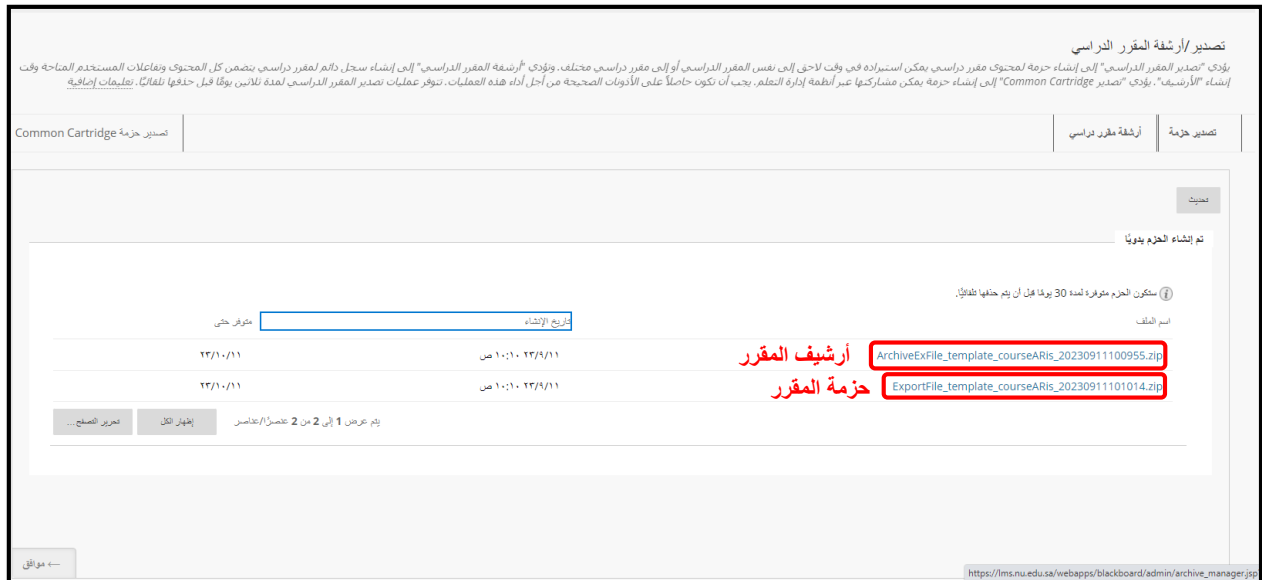 تصدير/أرشفة المقرر الدراسي
يؤدي "تصدير المقرر الدراسي" إلى إنشاء حزمة لمحتوى مقرر دراسي يمكن استيراده في وقت لاحق إلى نفس المقرر الدراسي أو إلى مقرر دراسي مختلف. وتؤدي "أرشفة المقرر الدراسي" إلى إنشاء سجل دائم لمقرر دراسي يتضمن كل المحتوى وتفاعلات المستخدم المتاحة وقت
إنشاء "الأرشيف". يؤدي "تصدير Common Cartridge" إلى إنشاء حزمة يمكن مشاركتها عبر أنظمة إدارة التعلم. يجب أن تكون حاصلاً على الأذونات الصحيحة من أجل أداء هذه العمليات. تتوفر عمليات تصدير المقرر الدراسي لمدة ثلاثين يومًا قبل حذفها تلقائيًا. تعليمات إضافية
تصدير حزمة أرشفة مقرر دراسي تصدير حزمة Common Cartridge
تحديث
تم إنشاء الحزم يدويًا
ستكون الحزم متوفرة لمدة 30 يومًا قبل أن يتم حذفها تلقائيًا.
اسم الملف تاريخ الإنشاء متوفر حتى
ArchiveExFile_template_courseARis_20230911100955.zip أرشيف المقرر ٢٣/٩/١١ ١٠:١٠ ص ٢٣/١٠/١١
ExportFile_template_courseARis_20230911101014.zip حزمة المقرر ٢٣/٩/١١ ١٠:١٠ ص ٢٣/١٠/١١
يتم عرض 1 إلى 2 من 2 عنصرًا/عناصر إظهار الكل تحرير التصفح...
← موافق
https://lms.nu.edu.sa/webapps/blackboard/admin/archive_manager.jsp